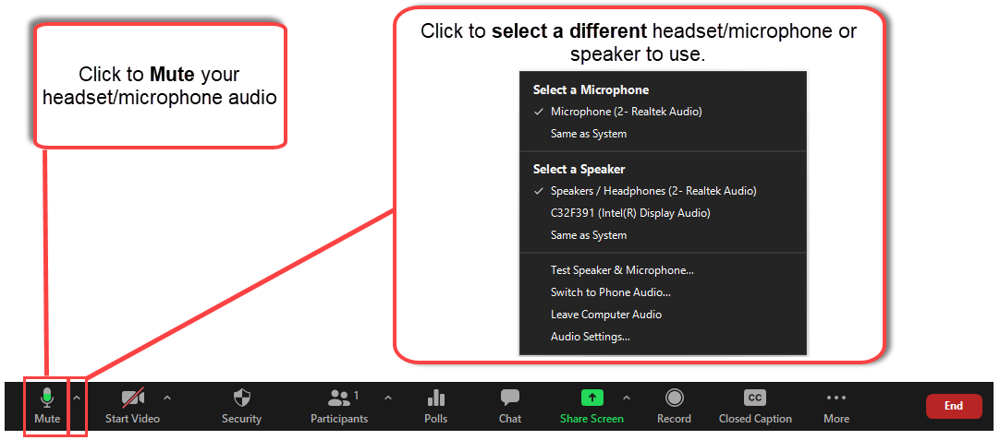 Click to Mute your
headset/microphone audio
Click to select a different headset/microphone or
speaker to use.
Select a Microphone
Microphone (2- Realtek Audio)
Same as System
Select a Speaker
Speakers / Headphones (2- Realtek Audio)
C32F391 (Intel(R) Display Audio)
Same as System
Test Speaker & Microphone...
Switch to Phone Audio...
Leave Computer Audio
Audio Settings...
Mute
Start Video
Security
1
Participants
Polls
Chat
Share Screen
Record
CC
Closed Caption
More
End